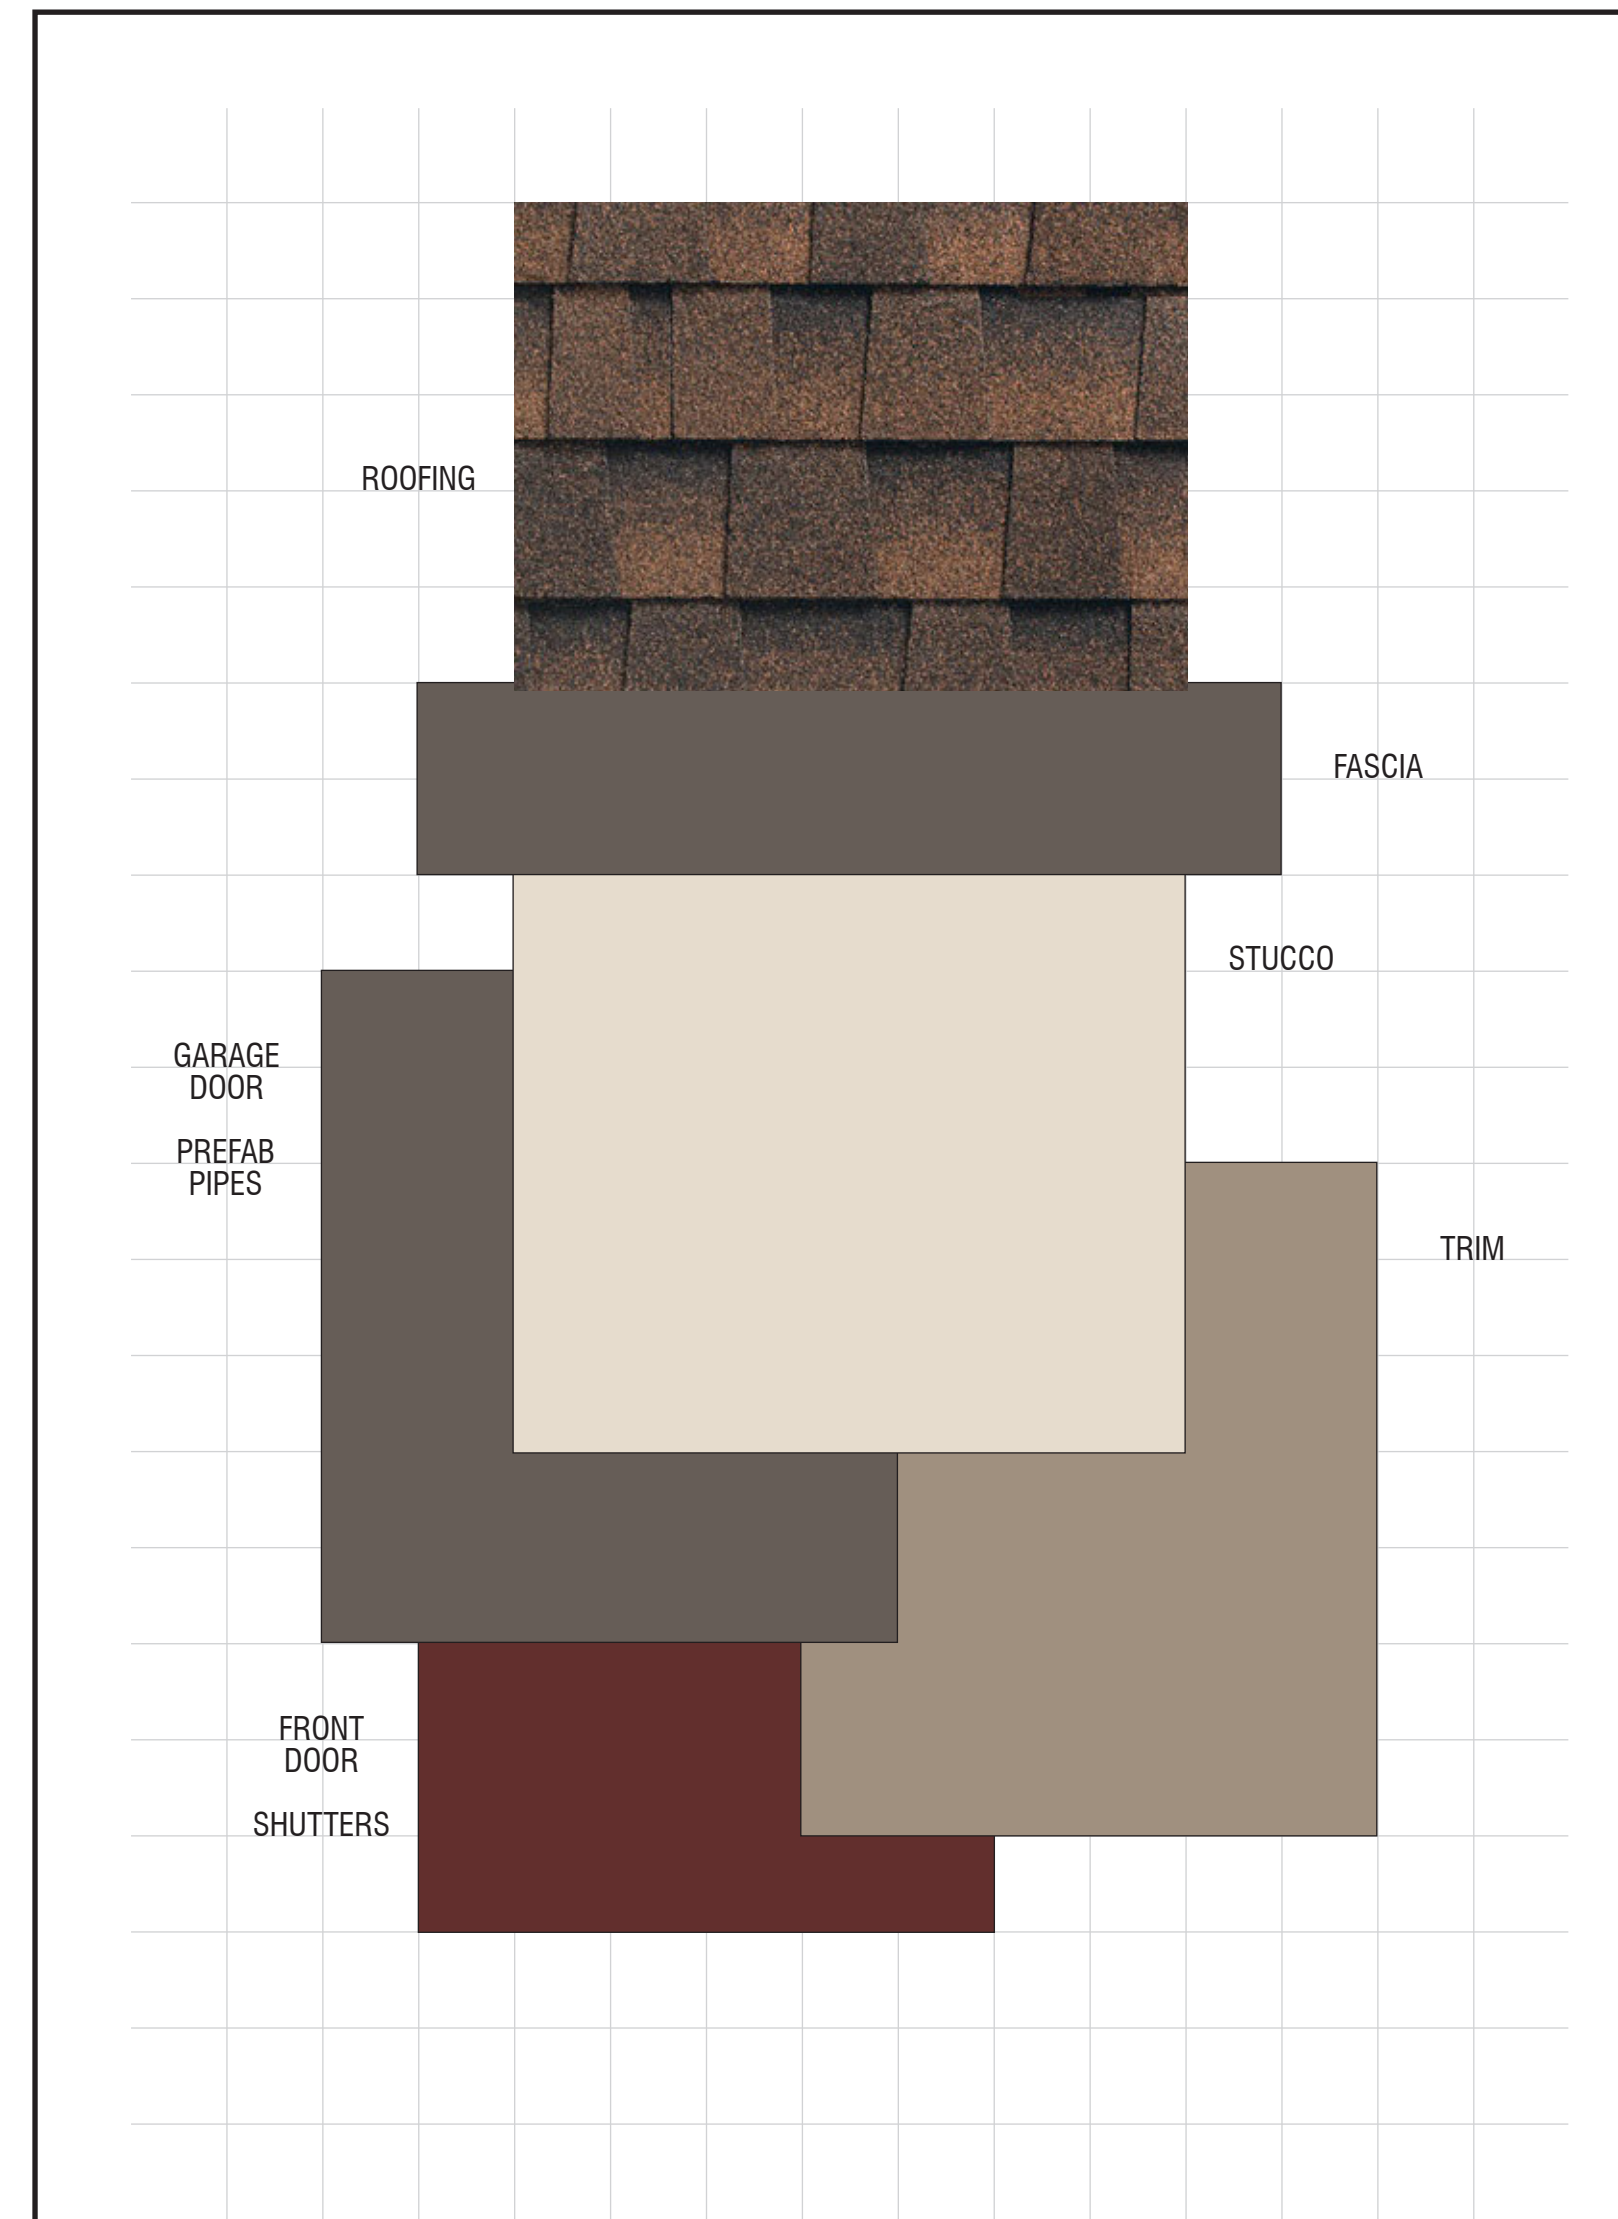 ROOFING
FASCIA
STUCCO
GARAGE
DOOR
PREFAB
PIPES
TRIM
FRONT
DOOR
SHUTTERS